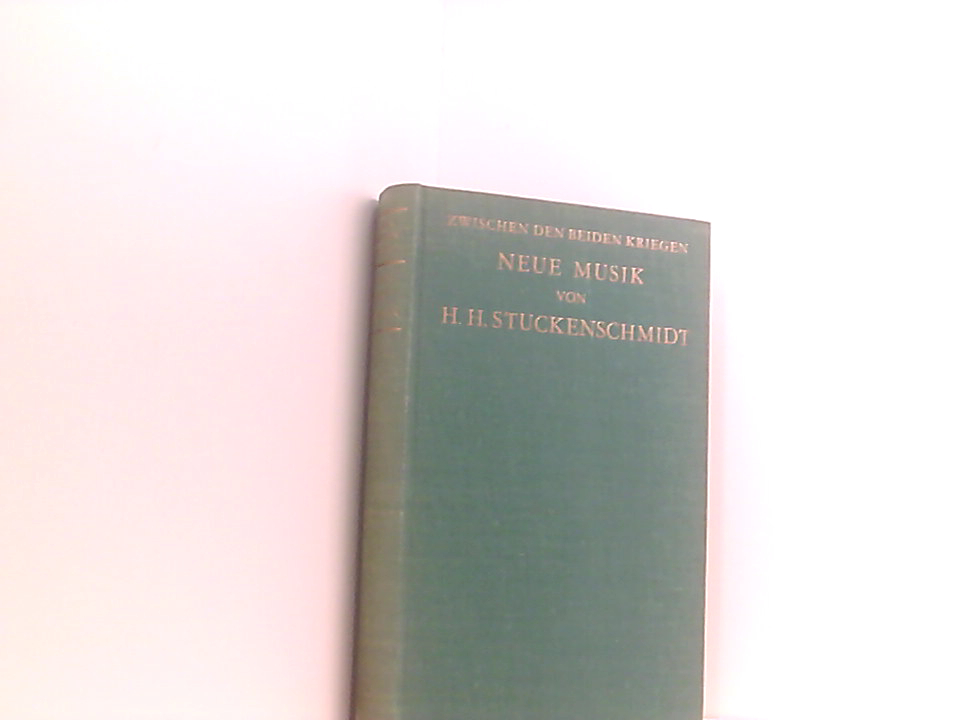 ZWISCHEN DEN BEIDEN KRIEGEN
NEUE MUSIK
VON
H. H. STUCKENSCHMIDT